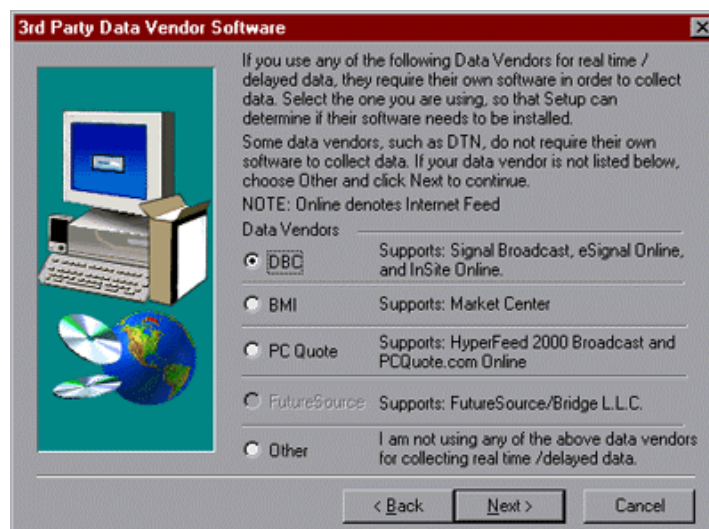 3rd Party Data Vendor Software
If you use any of the following Data Vendors for real time /
delayed data, they require their own software in order to collect
data. Select the one you are using, so that Setup can
determine if their software needs to be installed.
Some data vendors, such as DTN, do not require their own
software to collect data. If your data vendor is not listed below,
choose Other and click Next to continue.
NOTE: Online denotes Internet Feed
Data Vendors
DBC Supports: Signal Broadcast, eSignal Online,
and InSite Online.
BMI Supports: Market Center
PC Quote Supports: HyperFeed 2000 Broadcast and
PCQuote.com Online
FutureSource Supports: FutureSource/Bridge L.L.C.
Other I am not using any of the above data vendors
for collecting real time /delayed data.
< Back Next > Cancel